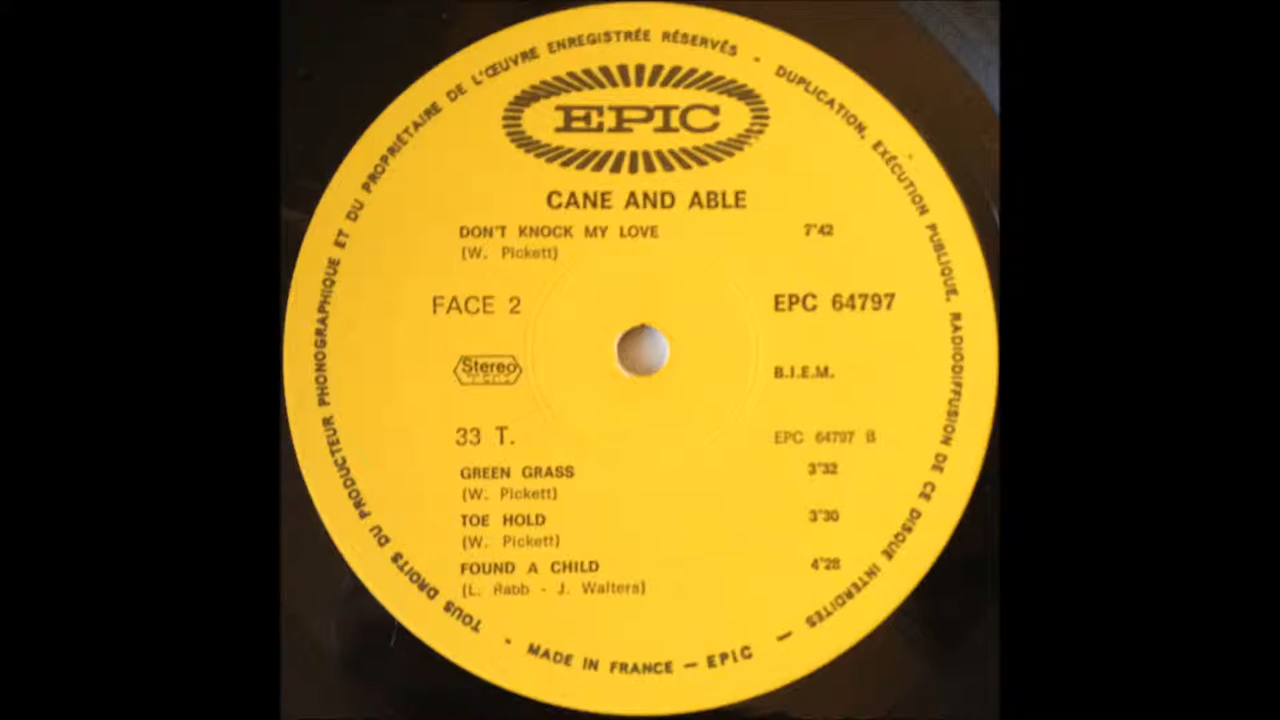 TOUS DROITS DU PRODUCTEUR PHONOGRAPHIQUE ET DU PROPRIÉTAIRE DE L'ŒUVRE ENREGISTRÉE RÉSERVÉS - DUPLICATION, EXÉCUTION PUBLIQUE, RADIODIFFUSION DE CE DISQUE INTERDITES
EPIC
CANE AND ABLE
DON'T KNOCK MY LOVE 7"42
(W. Pickett)
FACE 2 EPC 64797
Stereo B.I.E.M.
33 T. EPC 64797 B
GREEN GRASS 3"32
(W. Pickett)
TOE HOLD 3"30
(W. Pickett)
FOUND A CHILD 4"28
(L. Rabb - J. Walters)
MADE IN FRANCE — EPIC